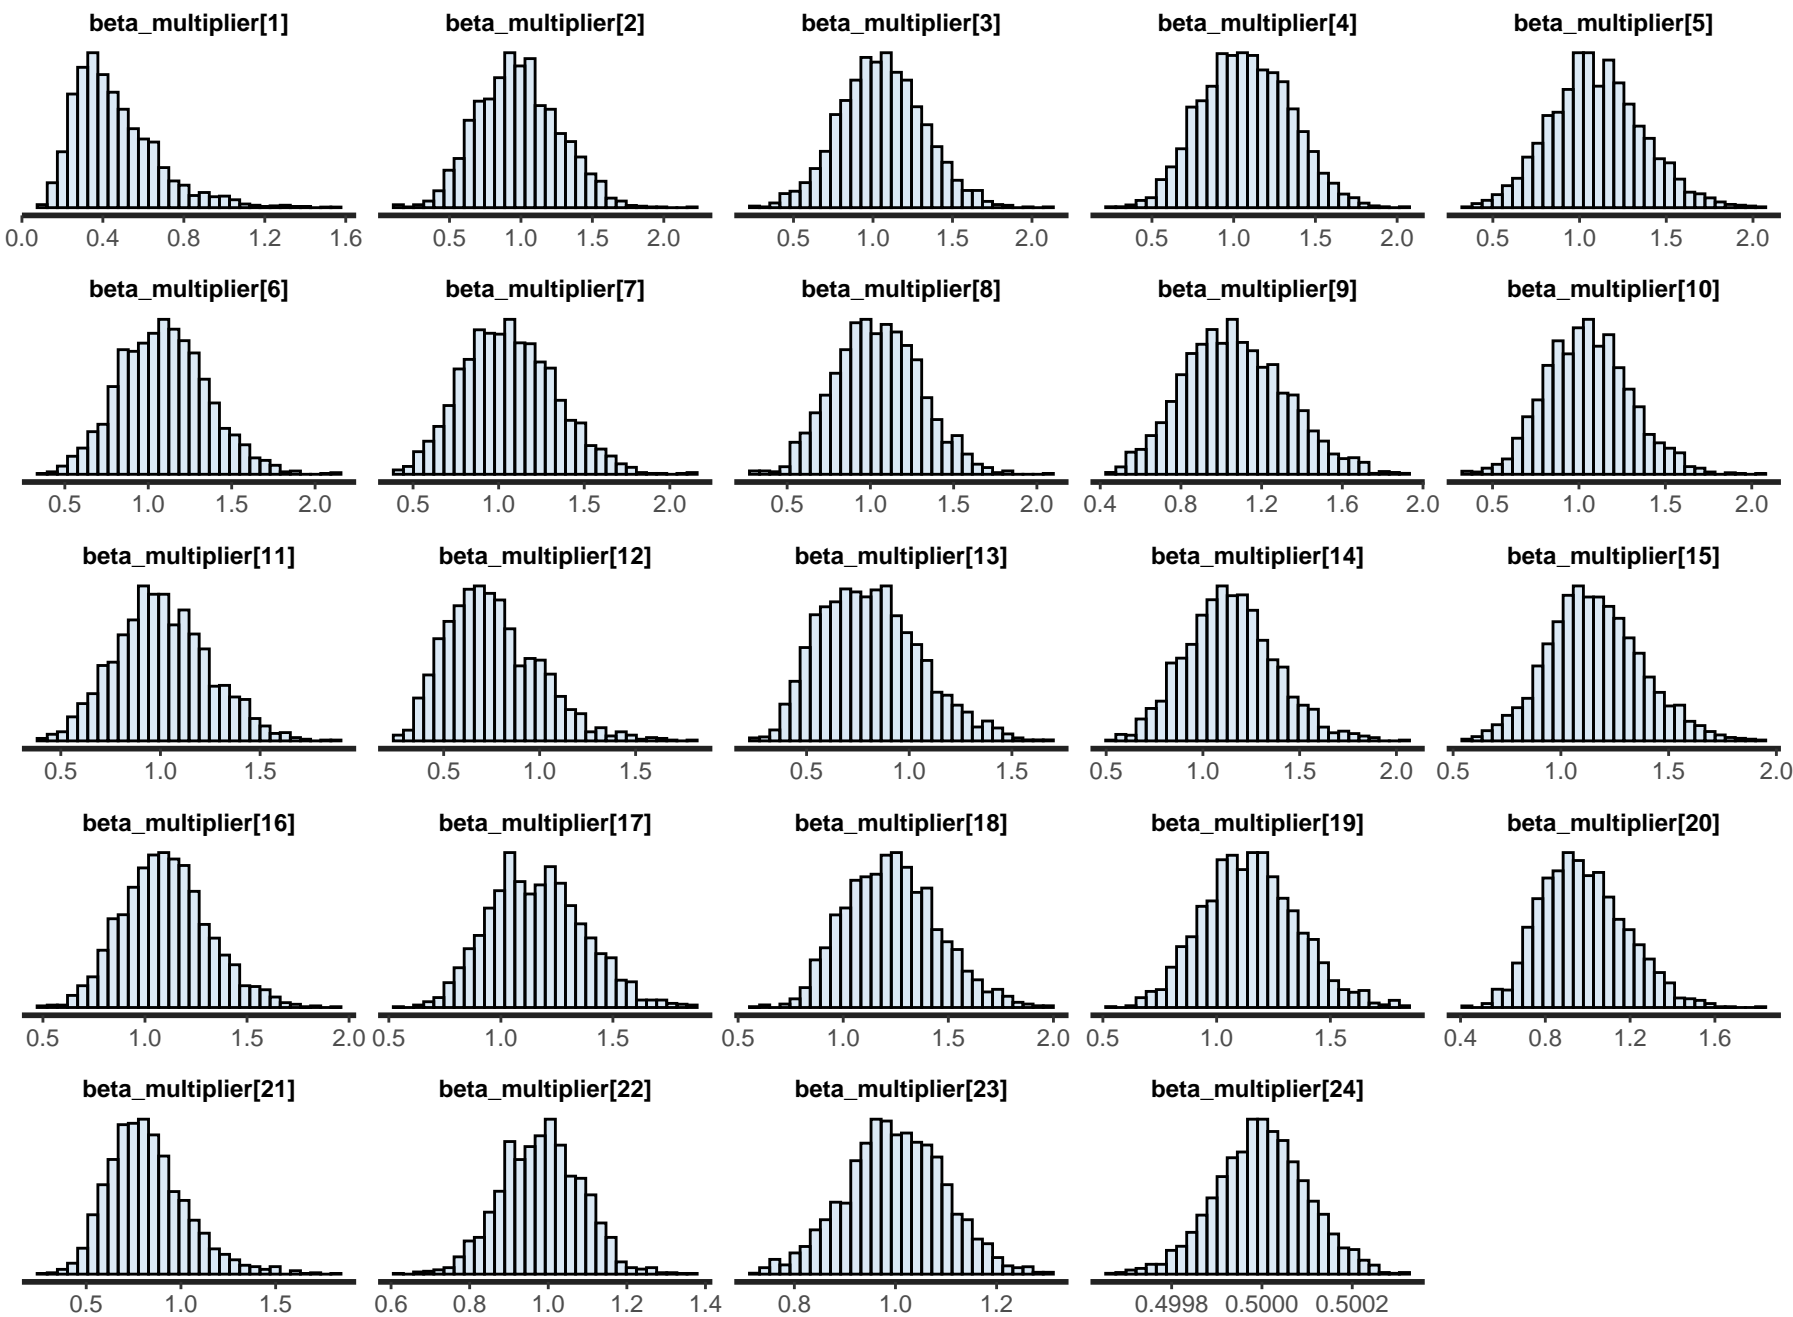 beta_multiplier[1] beta_multiplier[2] beta_multiplier[3] beta_multiplier[4] beta_multiplier[5]
0.0 0.4 0.8 1.2 1.6 0.5 1.0 1.5 2.0 0.5 1.0 1.5 2.0 0.5 1.0 1.5 2.0 0.5 1.0 1.5 2.0
beta_multiplier[6] beta_multiplier[7] beta_multiplier[8] beta_multiplier[9] beta_multiplier[10]
0.5 1.0 1.5 2.0 0.5 1.0 1.5 2.0 0.5 1.0 1.5 2.0 0.4 0.8 1.2 1.6 2.0 0.5 1.0 1.5 2.0
beta_multiplier[11] beta_multiplier[12] beta_multiplier[13] beta_multiplier[14] beta_multiplier[15]
0.5 1.0 1.5 0.5 1.0 1.5 0.5 1.0 1.5 0.5 1.0 1.5 2.0 0.5 1.0 1.5 2.0
beta_multiplier[16] beta_multiplier[17] beta_multiplier[18] beta_multiplier[19] beta_multiplier[20]
0.5 1.0 1.5 2.0 0.5 1.0 1.5 0.5 1.0 1.5 2.0 0.5 1.0 1.5 0.4 0.8 1.2 1.6
beta_multiplier[21] beta_multiplier[22] beta_multiplier[23] beta_multiplier[24]
0.5 1.0 1.5 0.6 0.8 1.0 1.2 1.4 0.8 1.0 1.2 0.4998 0.5000 0.5002